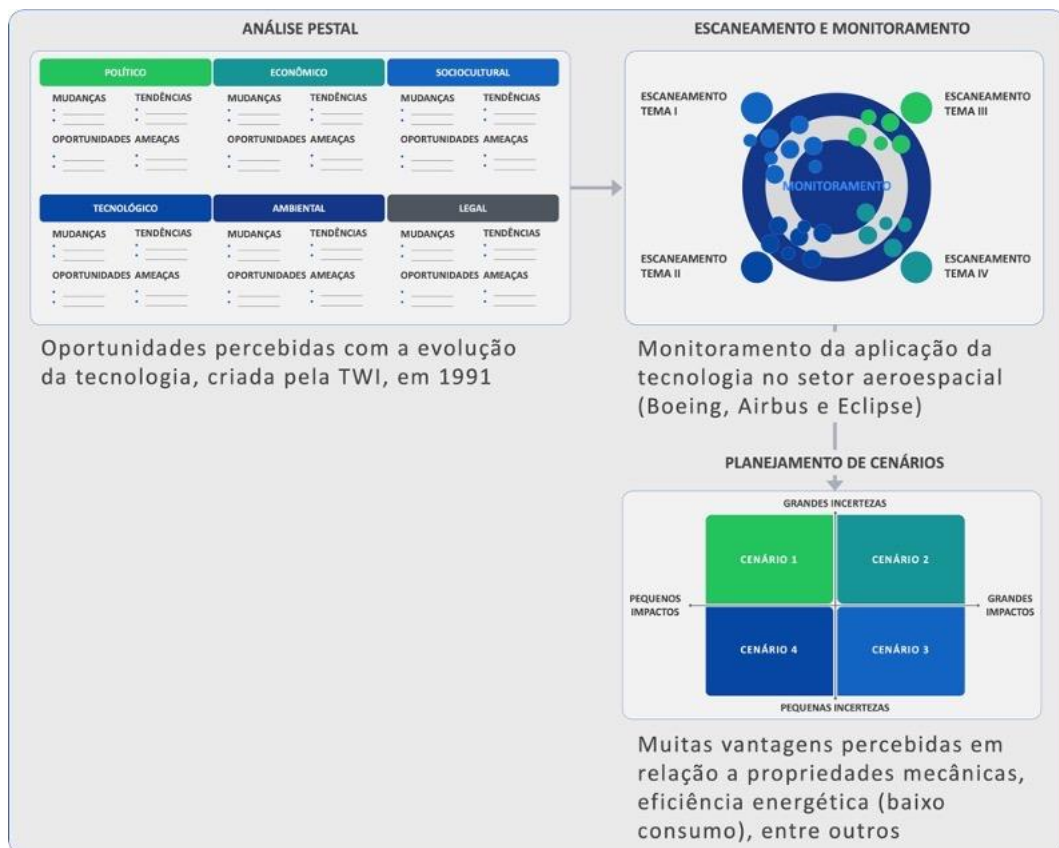 ANÁLISE PESTAL
POLÍTICO
ECONÔMICO
SOCIOCULTURAL
MUDANÇAS TENDÊNCIAS
MUDANÇAS TENDÊNCIAS
MUDANÇAS TENDÊNCIAS
OPORTUNIDADES AMEAÇAS
OPORTUNIDADES AMEAÇAS
OPORTUNIDADES AMEAÇAS
TECNOLÓGICO
AMBIENTAL
LEGAL
MUDANÇAS TENDÊNCIAS
MUDANÇAS TENDÊNCIAS
MUDANÇAS TENDÊNCIAS
OPORTUNIDADES AMEAÇAS
OPORTUNIDADES AMEAÇAS
OPORTUNIDADES AMEAÇAS
Oportunidades percebidas com a evolução
da tecnologia, criada pela TWI, em 1991
ESCANEAMENTO E MONITORAMENTO
ESCANEAMENTO
TEMA I
ESCANEAMENTO
TEMA III
MONITORAMENTO
ESCANEAMENTO
TEMA II
ESCANEAMENTO
TEMA IV
Monitoramento da aplicação da
tecnologia no setor aeroespacial
(Boeing, Airbus e Eclipse)
PLANEJAMENTO DE CENÁRIOS
GRANDES INCERTEZAS
CENÁRIO 1
CENÁRIO 2
PEQUENOS
IMPACTOS
GRANDES
IMPACTOS
CENÁRIO 4
CENÁRIO 3
PEQUENAS INCERTEZAS
Muitas vantagens percebidas em
relação a propriedades mecânicas,
eficiência energética (baixo
consumo), entre outros